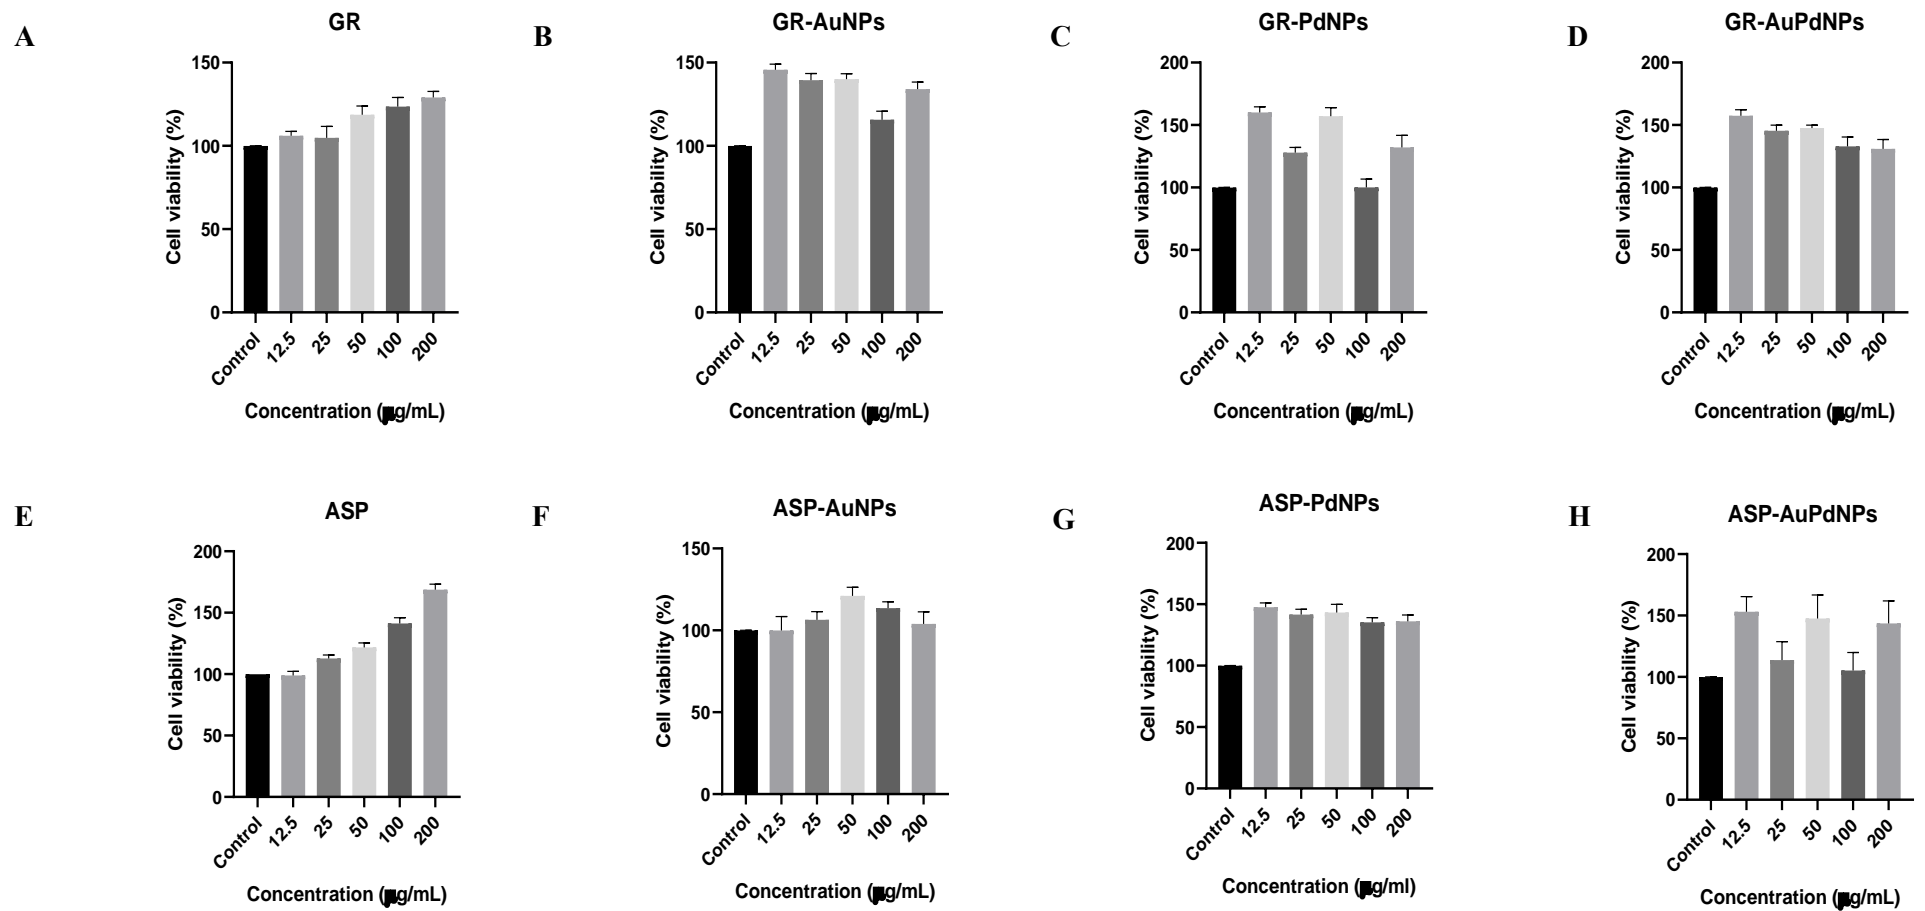 A
GR
Cell viability (%)
150
100
50
0
Control 12.5 25 50 100 200
Concentration (μg/mL)
B
GR-AuNPs
Cell viability (%)
150
100
50
0
Control 12.5 25 50 100 200
Concentration (μg/mL)
C
GR-PdNPs
Cell viability (%)
200
150
100
50
0
Control 12.5 25 50 100 200
Concentration (μg/mL)
D
GR-AuPdNPs
Cell viability (%)
200
150
100
50
0
Control 12.5 25 50 100 200
Concentration (μg/mL)
E
ASP
Cell viability (%)
200
150
100
50
0
Control 12.5 25 50 100 200
Concentration (μg/mL)
F
ASP-AuNPs
Cell viability (%)
150
100
50
0
Control 12.5 25 50 100 200
Concentration (μg/mL)
G
ASP-PdNPs
Cell viability (%)
200
150
100
50
0
Control 12.5 25 50 100 200
Concentration (μg/ml)
H
ASP-AuPdNPs
Cell viability (%)
200
150
100
50
0
Control 12.5 25 50 100 200
Concentration (μg/mL)